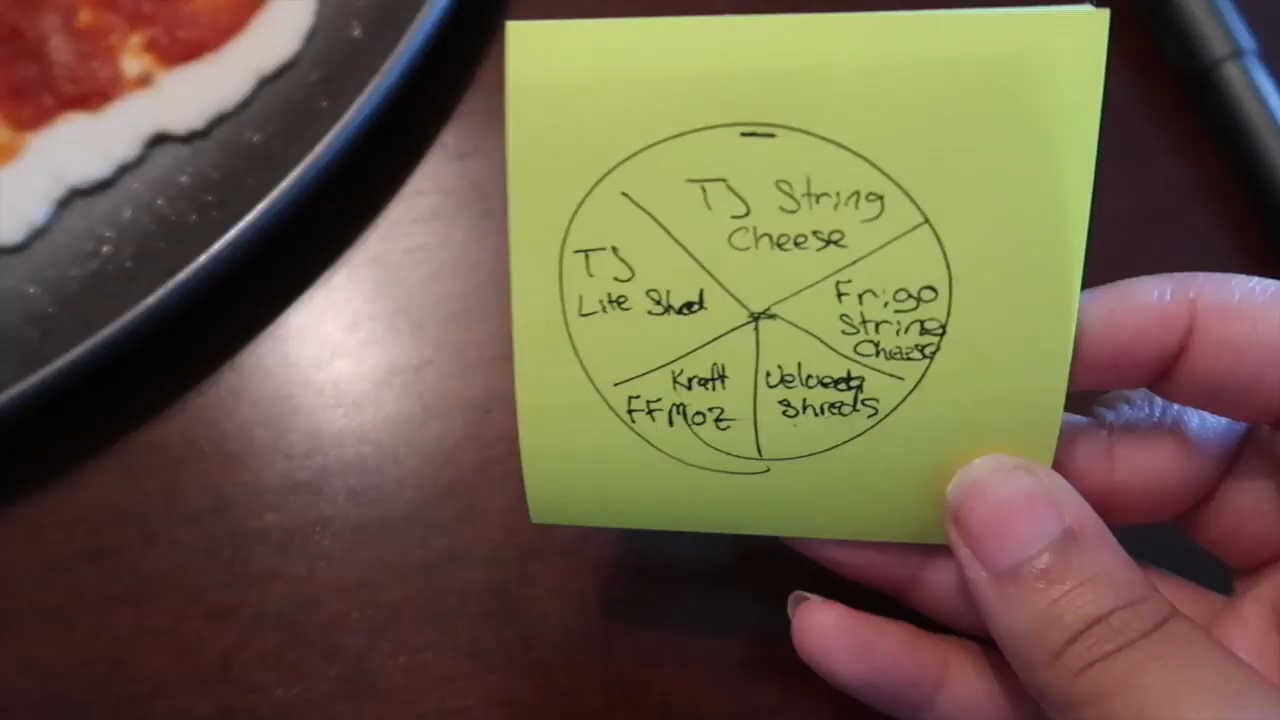 TJ String
Cheese
Frigo
String
Cheese
Velveeta
Shreds
Kraft
FF Moz
TJ
Lite Shred